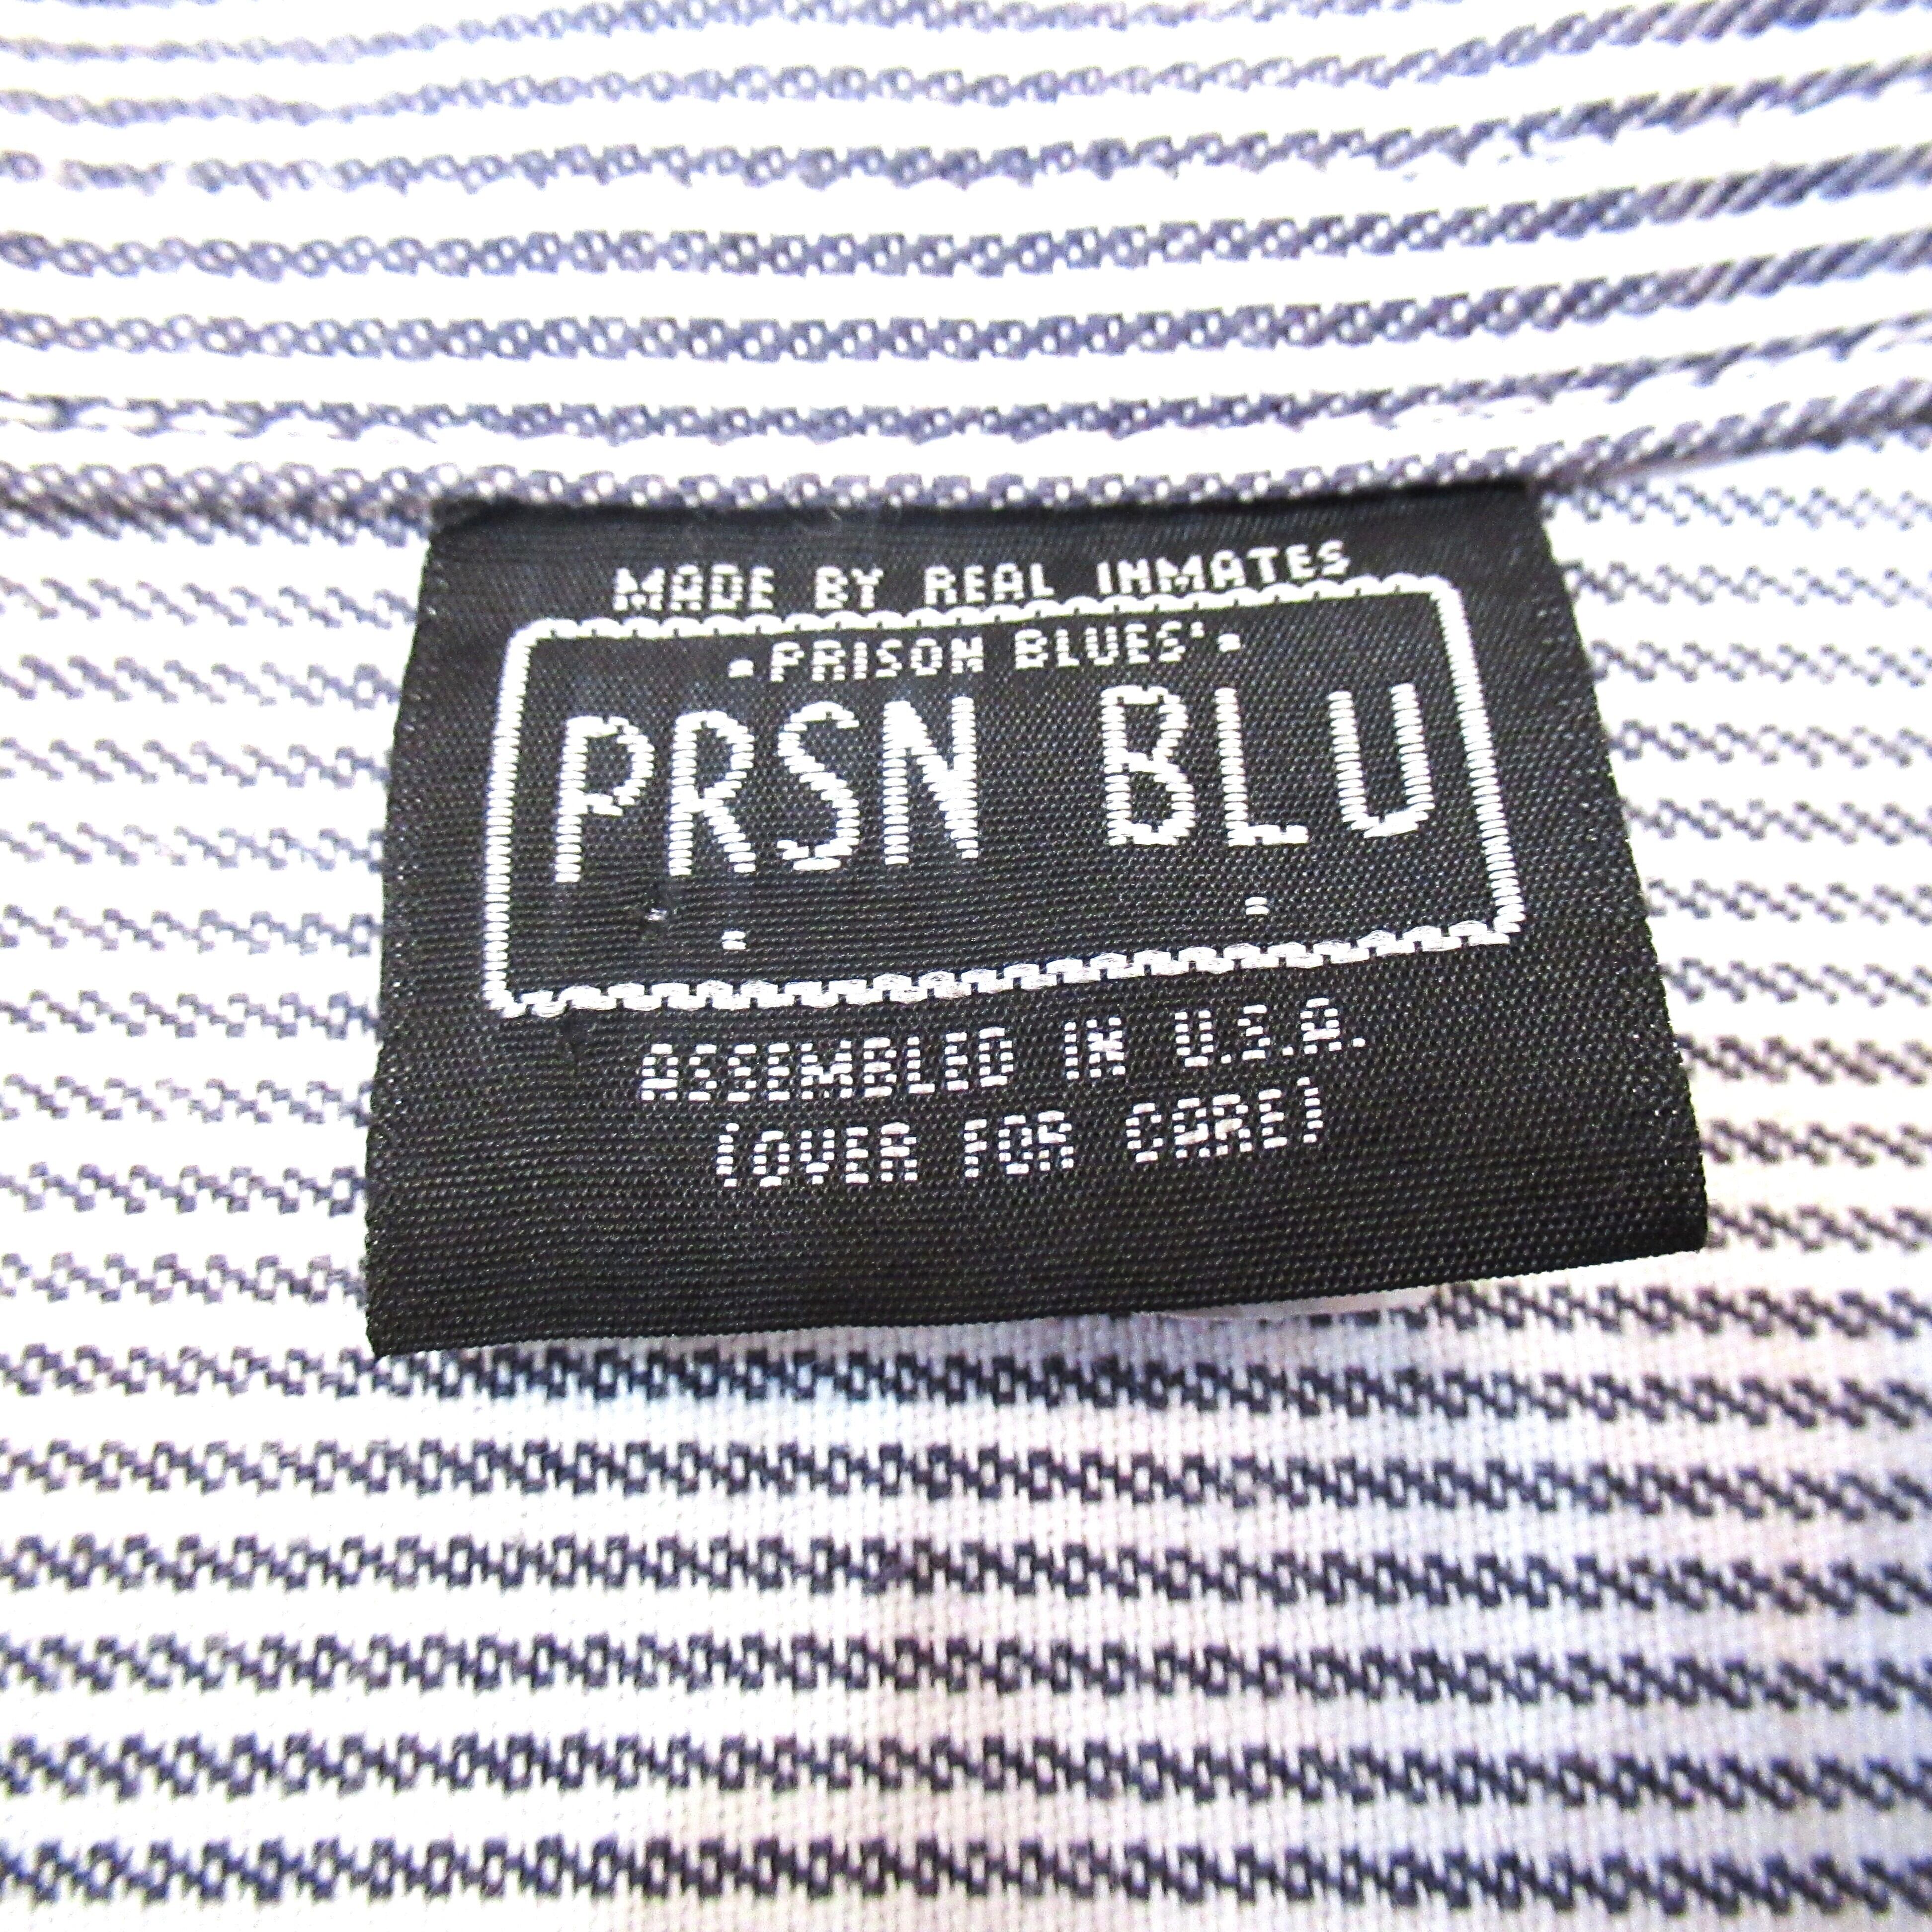 MADE BY REAL INMATES
•PRISON BLUES'•
PRSN BLU
ASSEMBLED IN U.S.A.
(OVER FOR CARE)